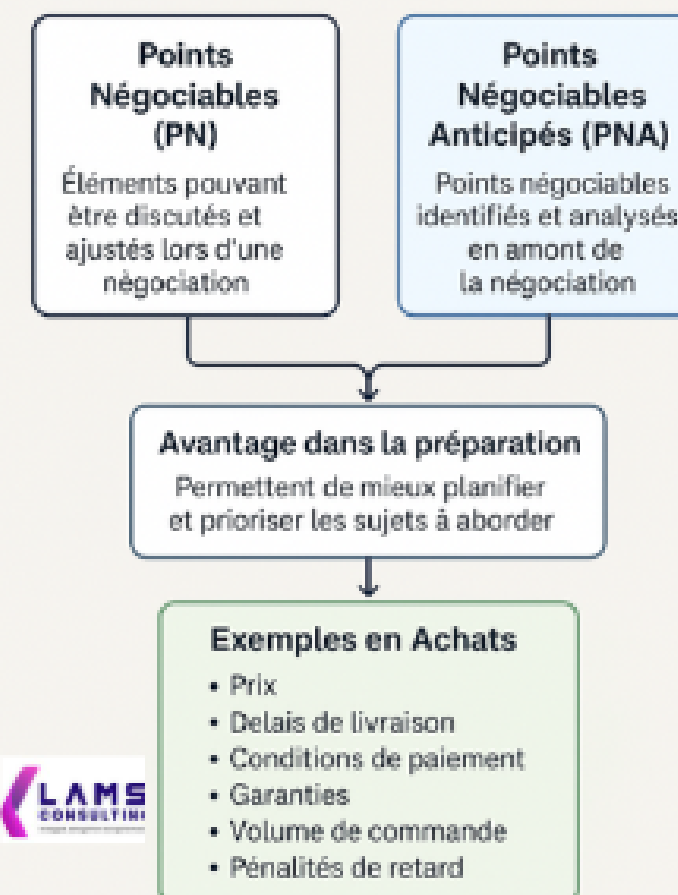 Points
Négociables
(PN)
Éléments pouvant
être discutés et
ajustés lors d'une
nègociation
Points
Négociables
Anticipés (PNA)
Points négociables
identifiés et analysés
en amont de
la négociation
Avantage dans la préparation
Permettent de mieux planifier
et prioriser les sujets à aborder
Exemples en Achats
• Prix
• Delais de livraison
• Conditions de paiement
• Garanties
• Volume de commande
• Pénalités de retard
LAMS
CONSULTIN